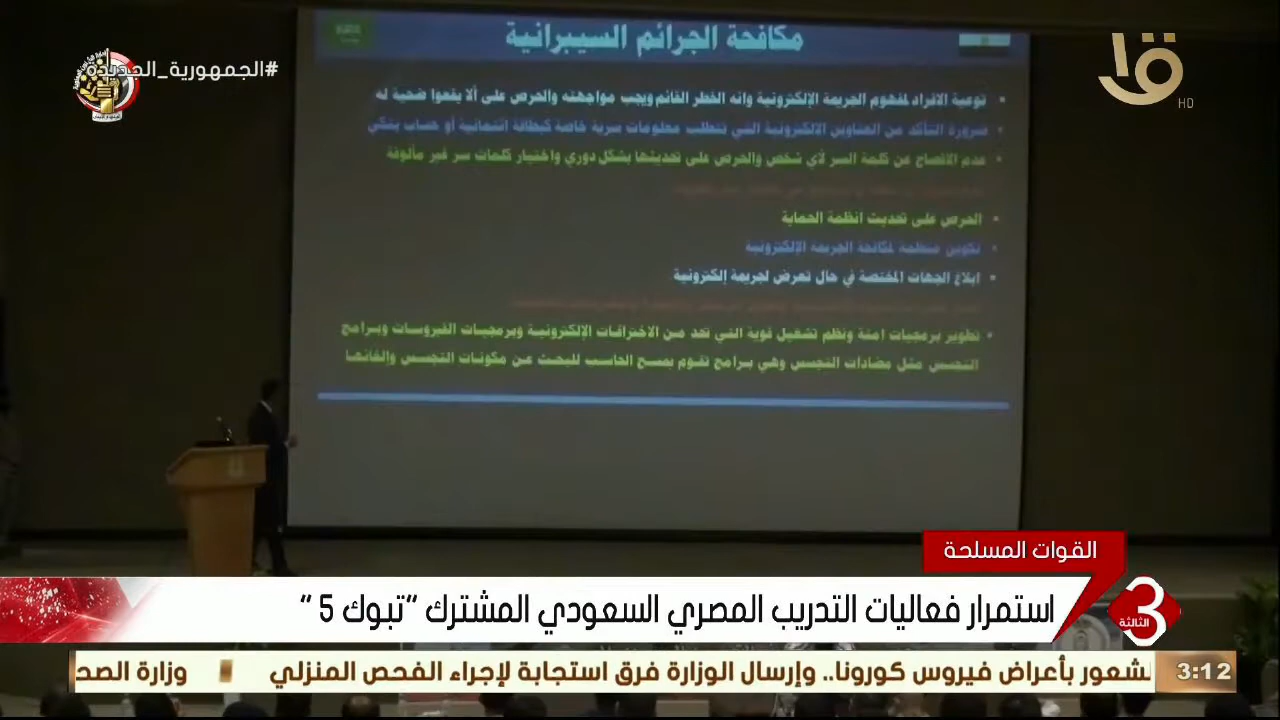 مكافحة الجرائم السيبرانية
#الجمهورية_الجديدة
HD
توعية الافراد لمفهوم الجريمة الإلكترونية وانه الخطر القائم ويجب مواجهته والحرص على ألا يقعوا ضحية له
ضرورة التأكد من العناوين الالكترونية التي تتطلب معلومات سرية خاصة كبطاقة ائتمانية أو حساب بنكي
عدم الافصاح عن كلمة السر لأي شخص والحرص على تحديثها بشكل دوري واختيار كلمات سر غير مألوفة
الحرص على تحديث انظمة الحماية
تكوين منظمة لمكافحة الجريمة الإلكترونية
ابلاغ الجهات المختصة في حال تعرض لجريمة إلكترونية
تطوير برمجيات امنة ونظم تشغيل قوية التي تحد من الاختراقات الإلكترونية وبرمجيات الفيروسات وبرامج
التجسس مثل مضادات التجسس وهي برامج تقوم بمسح الحاسب للبحث عن مكونات التجسس والغائها
القوات المسلحة
استمرار فعاليات التدريب المصري السعودي المشترك "تبوك 5 "
3 الثالثة
3:12 لشعور بأعراض فيروس كورونا.. وإرسال الوزارة فرق استجابة لإجراء الفحص المنزلي وزارة الصح